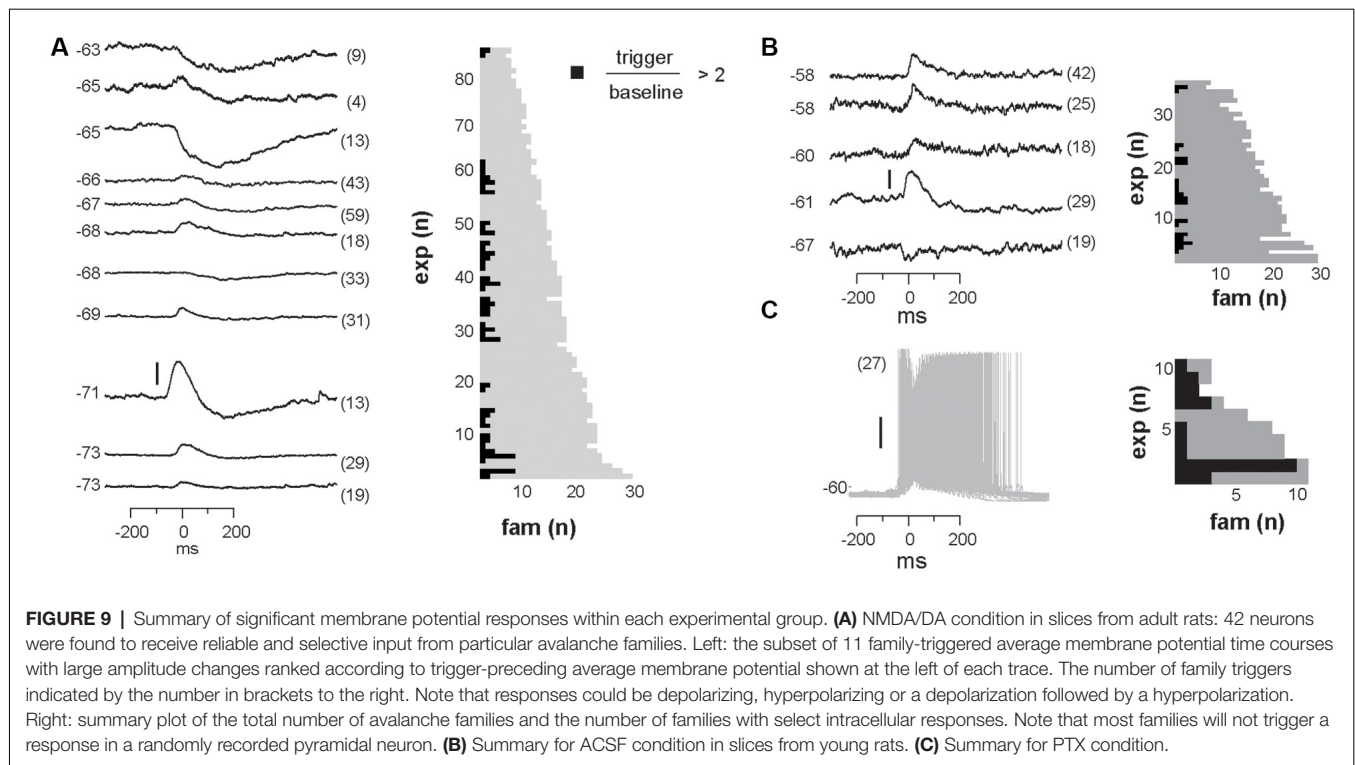 A
-63 (9)
-65 (4)
-65 (13)
-66 (43)
-67 (59)
-68 (18)
-68 (33)
-69 (31)
-71 (13)
-73 (29)
-73 (19)
-200 0 200
ms
exp (n)
80
70
60
50
40
30
20
10
10 20 30
fam (n)
trigger
baseline
> 2
B
-58 (42)
-58 (25)
-60 (18)
-61 (29)
-67 (19)
-200 0 200
ms
exp (n)
30
20
10
10 20 30
fam (n)
C
(27)
-60
-200 0 200
ms
exp (n)
10
5
5 10
fam (n)
FIGURE 9 | Summary of significant membrane potential responses within each experimental group. (A) NMDA/DA condition in slices from adult rats: 42 neurons
were found to receive reliable and selective input from particular avalanche families. Left: the subset of 11 family-triggered average membrane potential time courses
with large amplitude changes ranked according to trigger-preceding average membrane potential shown at the left of each trace. The number of family triggers
indicated by the number in brackets to the right. Note that responses could be depolarizing, hyperpolarizing or a depolarization followed by a hyperpolarization.
Right: summary plot of the total number of avalanche families and the number of families with select intracellular responses. Note that most families will not trigger a
response in a randomly recorded pyramidal neuron. (B) Summary for ACSF condition in slices from young rats. (C) Summary for PTX condition.